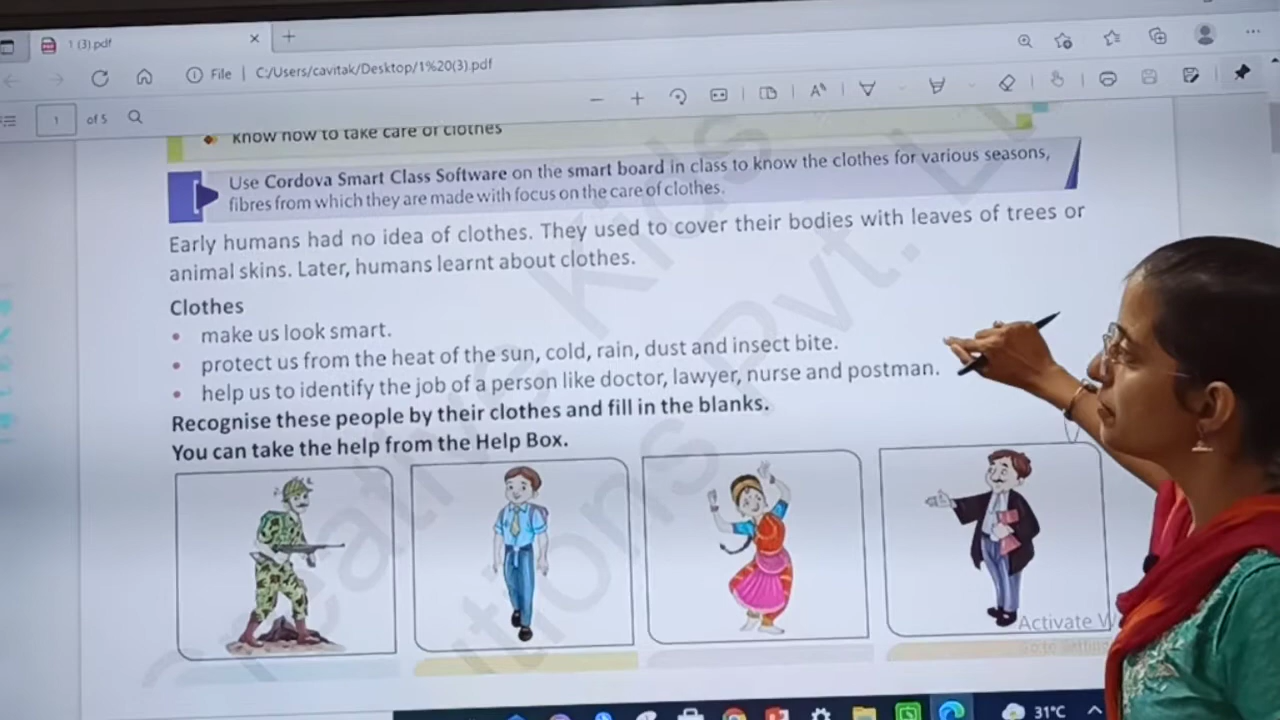 1 (3).pdf
File | C:/Users/cavitak/Desktop/1%20(3).pdf
1 of 5
Know how to take care of clothes
Use Cordova Smart Class Software on the smart board in class to know the clothes for various seasons,
fibres from which they are made with focus on the care of clothes.
Early humans had no idea of clothes. They used to cover their bodies with leaves of trees or
animal skins. Later, humans learnt about clothes.
Clothes
• make us look smart.
• protect us from the heat of the sun, cold, rain, dust and insect bite.
• help us to identify the job of a person like doctor, lawyer, nurse and postman.
Recognise these people by their clothes and fill in the blanks.
You can take the help from the Help Box.
Activate W
31°C